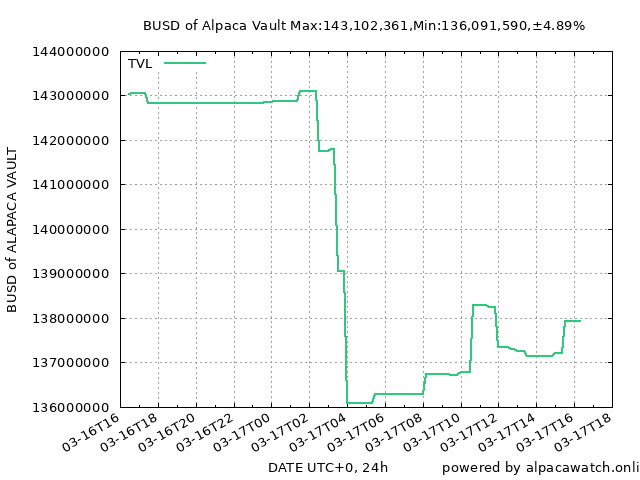 BUSD of Alpaca Vault Max:143,102,361,Min:136,091,590,±4.89%
TVL
144000000
143000000
142000000
141000000
140000000
139000000
138000000
137000000
136000000
BUSD of ALAPACA VAULT
03-16T16
03-16T18
03-16T20
03-16T22
03-17T00
03-17T02
03-17T04
03-17T06
03-17T08
03-17T10
03-17T12
03-17T14
03-17T16
03-17T18
DATE UTC+0, 24h
powered by alpacawatch.onli